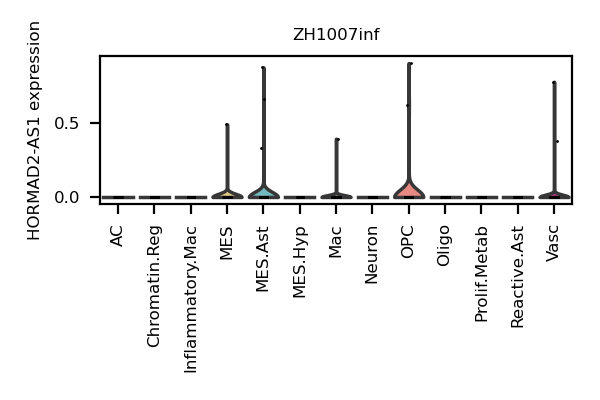 ZH1007inf
HORMAD2-AS1 expression
0.5
0.0
AC
Chromatin.Reg
Inflammatory.Mac
MES
MES.Ast
MES.Hyp
Mac
Neuron
OPC
Oligo
Prolif.Metab
Reactive.Ast
Vasc